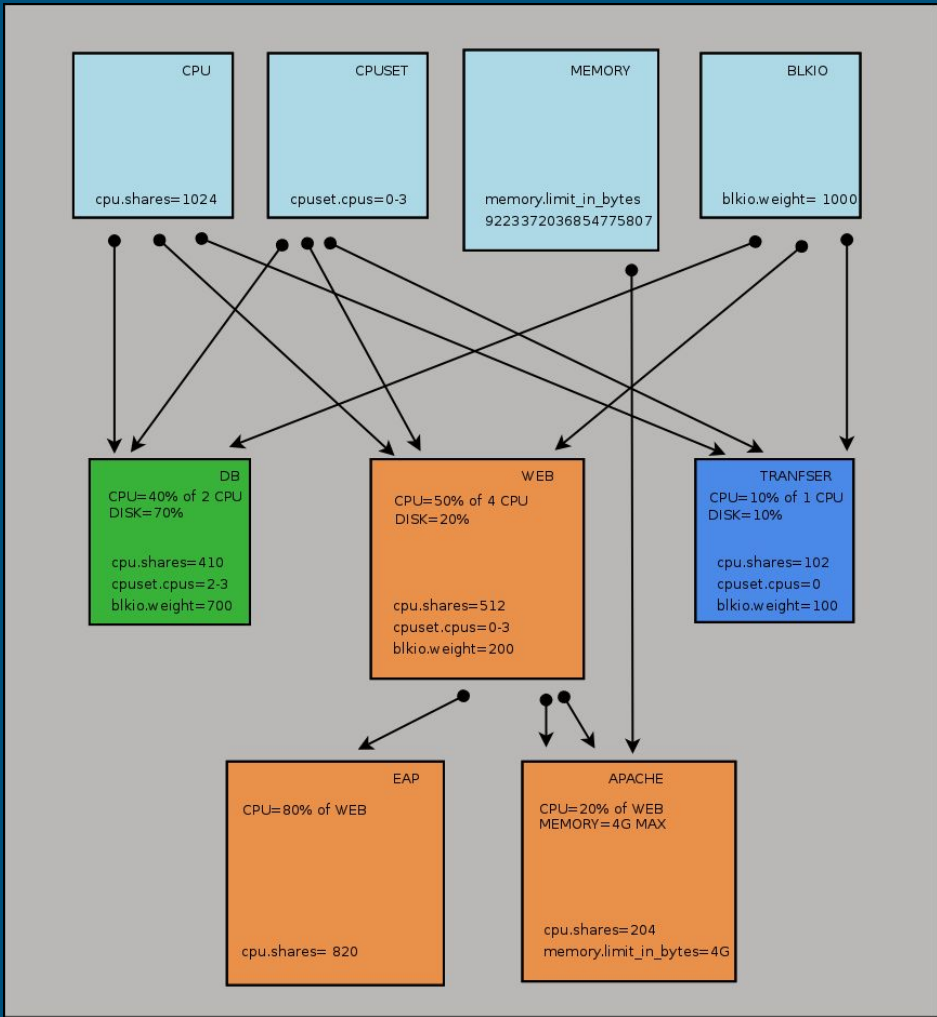 CPU
cpu.shares=1024
CPUSET
cpuset.cpus=0-3
MEMORY
memory.limit_in_bytes
9223372036854775807
BLKIO
blkio.weight= 1000
DB
CPU=40% of 2 CPU
DISK=70%
cpu.shares=410
cpuset.cpus=2-3
blkio.weight=700
WEB
CPU=50% of 4 CPU
DISK=20%
cpu.shares=512
cpuset.cpus=0-3
blkio.weight=200
TRANFSER
CPU=10% of 1 CPU
DISK=10%
cpu.shares=102
cpuset.cpus=0
blkio.weight=100
EAP
CPU=80% of WEB
cpu.shares= 820
APACHE
CPU=20% of WEB
MEMORY=4G MAX
cpu.shares=204
memory.limit_in_bytes=4G